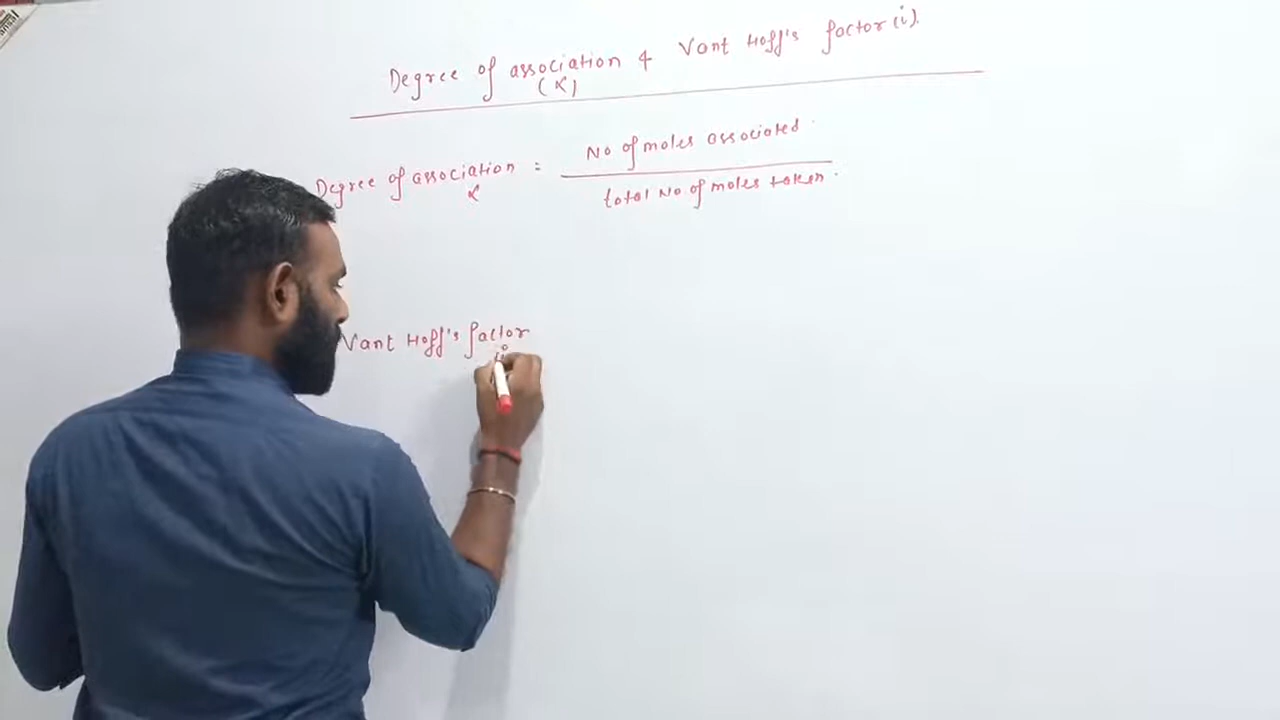 Degree of association & Vant Hoff's factor (i).
(α)
Degree of association = No of moles associated.
α
total No of moles taken.
Vant Hoff's factor
i